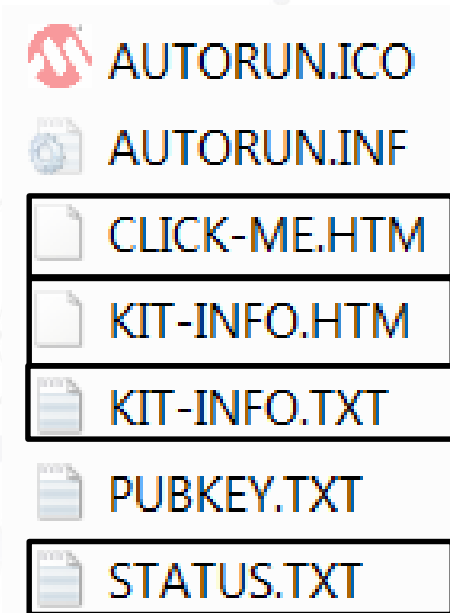 AUTORUN.ICO
AUTORUN.INF
CLICK-ME.HTM
KIT-INFO.HTM
KIT-INFO.TXT
PUBKEY.TXT
STATUS.TXT